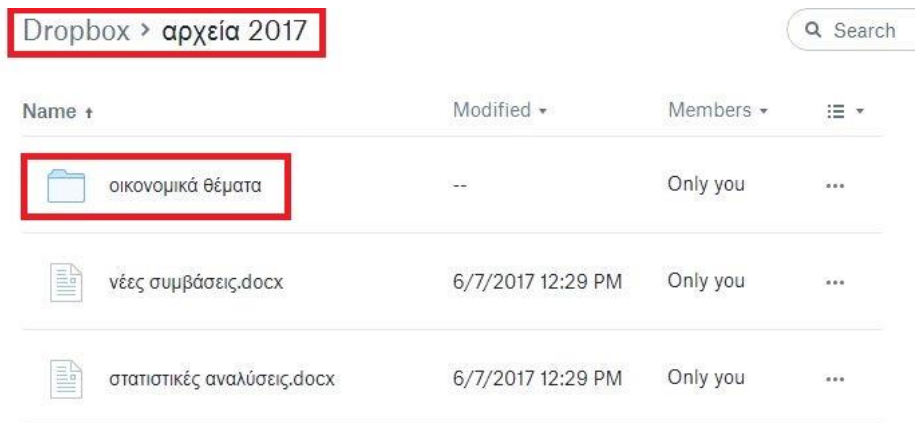 Dropbox > αρχεία 2017
Search
Name ↑ Modified ▾ Members ▾
οικονομικά θέματα -- Only you ...
νέες συμβάσεις.docx 6/7/2017 12:29 PM Only you ...
στατιστικές αναλύσεις.docx 6/7/2017 12:29 PM Only you ...